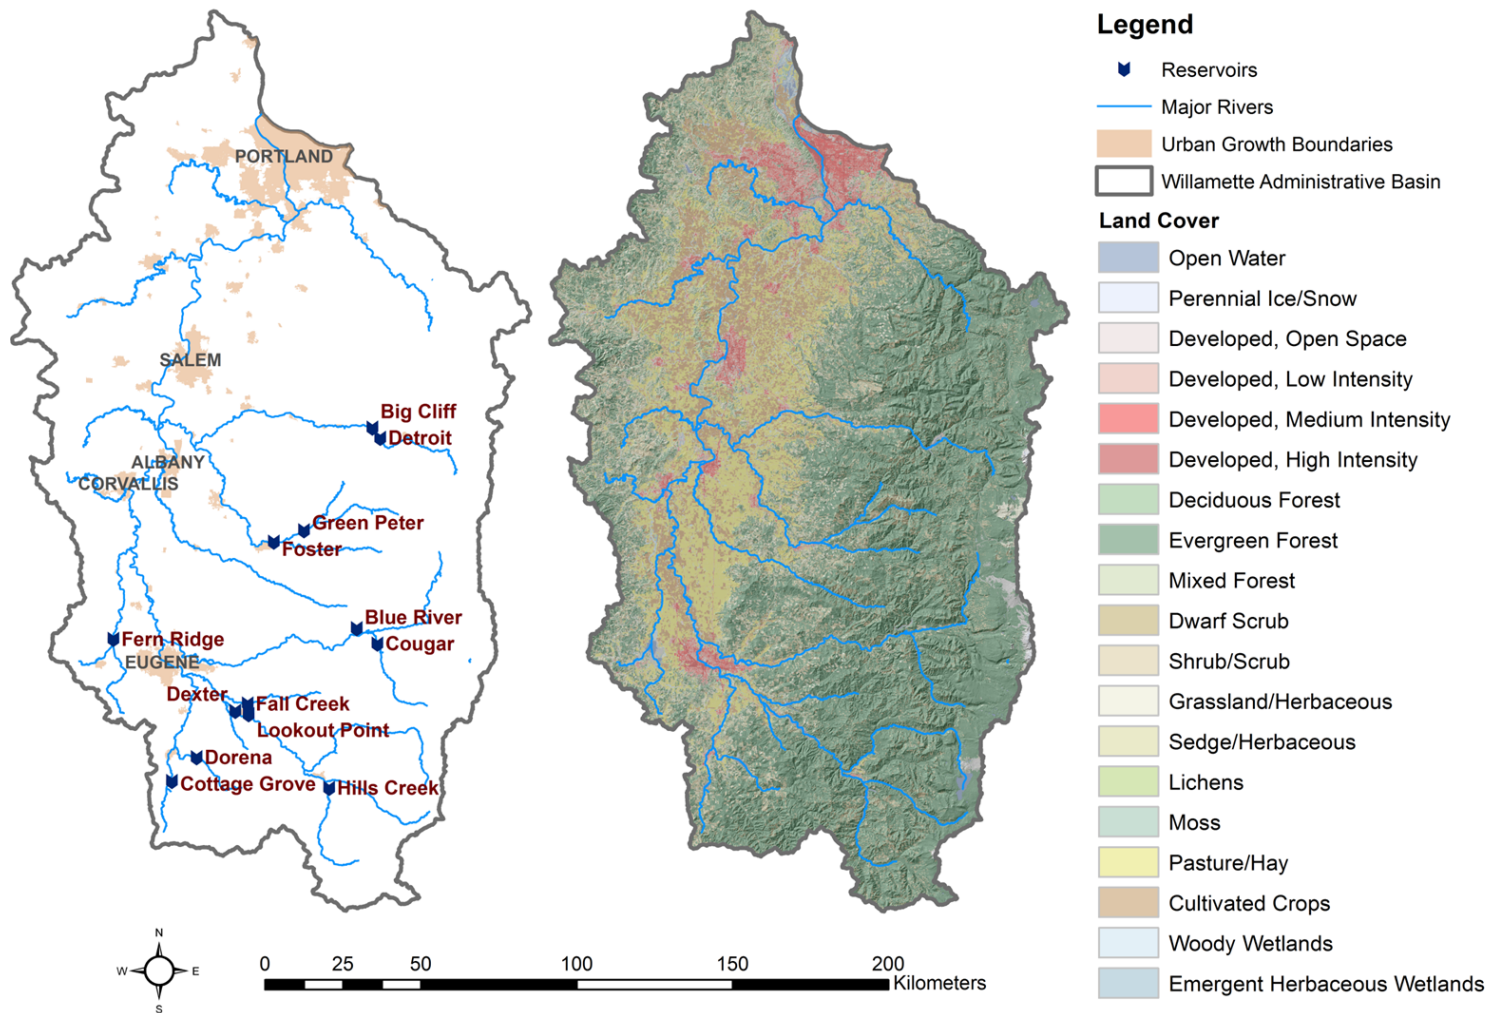 PORTLAND
SALEM
Big Cliff
Detroit
ALBANY
CORVALLIS
Green Peter
Foster
Blue River
Fern Ridge
Cougar
EUGENE
Dexter
Fall Creek
Lookout Point
Dorena
Cottage Grove
Hills Creek
N
W E
S
0 25 50 100 150 200
Kilometers
Legend
Reservoirs
Major Rivers
Urban Growth Boundaries
Willamette Administrative Basin
Land Cover
Open Water
Perennial Ice/Snow
Developed, Open Space
Developed, Low Intensity
Developed, Medium Intensity
Developed, High Intensity
Deciduous Forest
Evergreen Forest
Mixed Forest
Dwarf Scrub
Shrub/Scrub
Grassland/Herbaceous
Sedge/Herbaceous
Lichens
Moss
Pasture/Hay
Cultivated Crops
Woody Wetlands
Emergent Herbaceous Wetlands